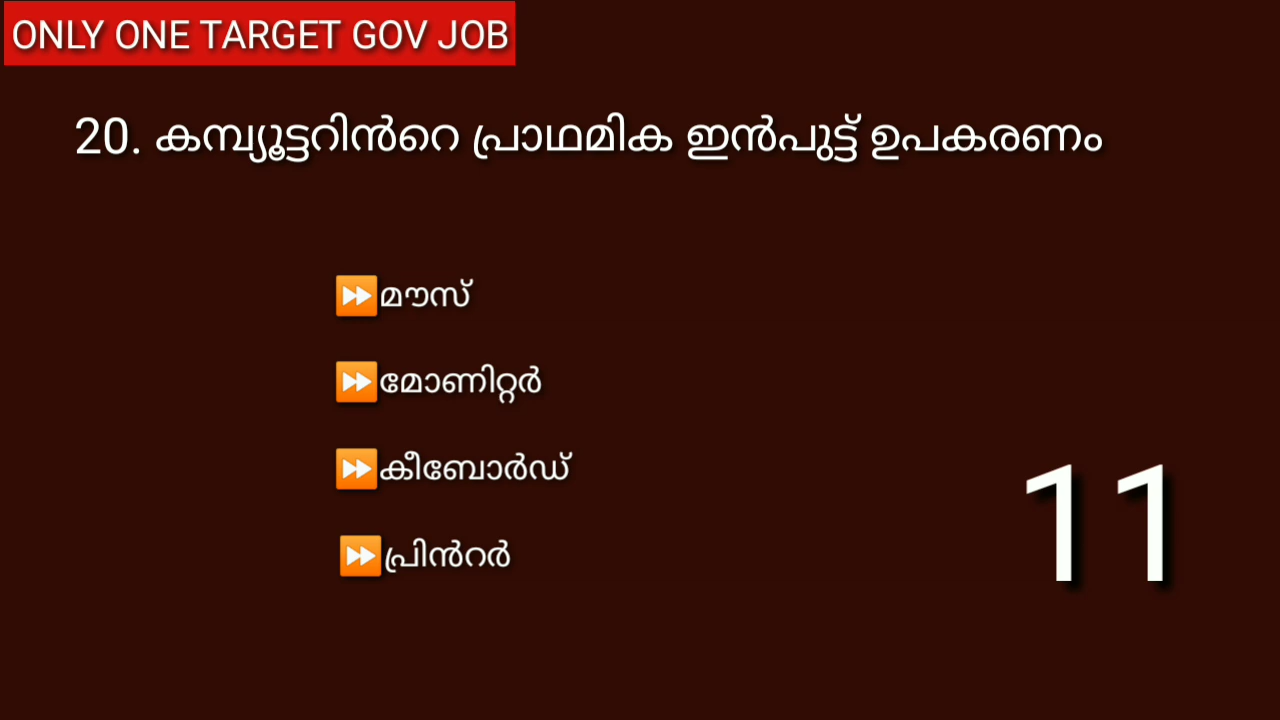 ONLY ONE TARGET GOV JOB
20. കമ്പ്യൂട്ടറിൻറെ പ്രാഥമിക ഇൻപുട്ട് ഉപകരണം
⏩മൗസ്
⏩മോണിറ്റർ
⏩കീബോർഡ്
⏩പ്രിൻറർ
11